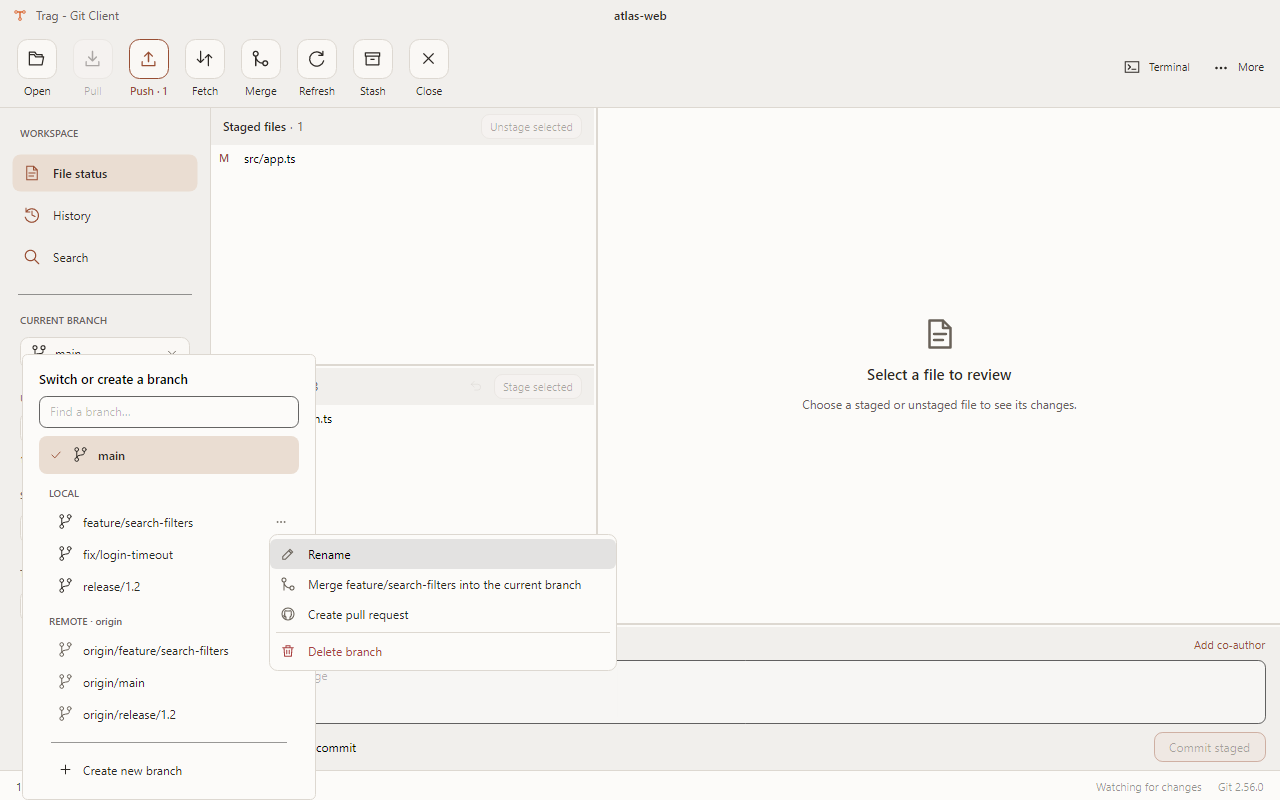 Trag - Git Client
atlas-web
Open
Pull
Push · 1
Fetch
Merge
Refresh
Stash
Close
Terminal
More
WORKSPACE
File status
History
Search
CURRENT BRANCH
main
Staged files · 1
Unstage selected
M src/app.ts
Stage selected
Select a file to review
Choose a staged or unstaged file to see its changes.
Switch or create a branch
Find a branch...
main
LOCAL
feature/search-filters
fix/login-timeout
release/1.2
REMOTE · origin
origin/feature/search-filters
origin/main
origin/release/1.2
Create new branch
Rename
Merge feature/search-filters into the current branch
Create pull request
Delete branch
Add co-author
commit
Commit staged
Watching for changes
Git 2.56.0